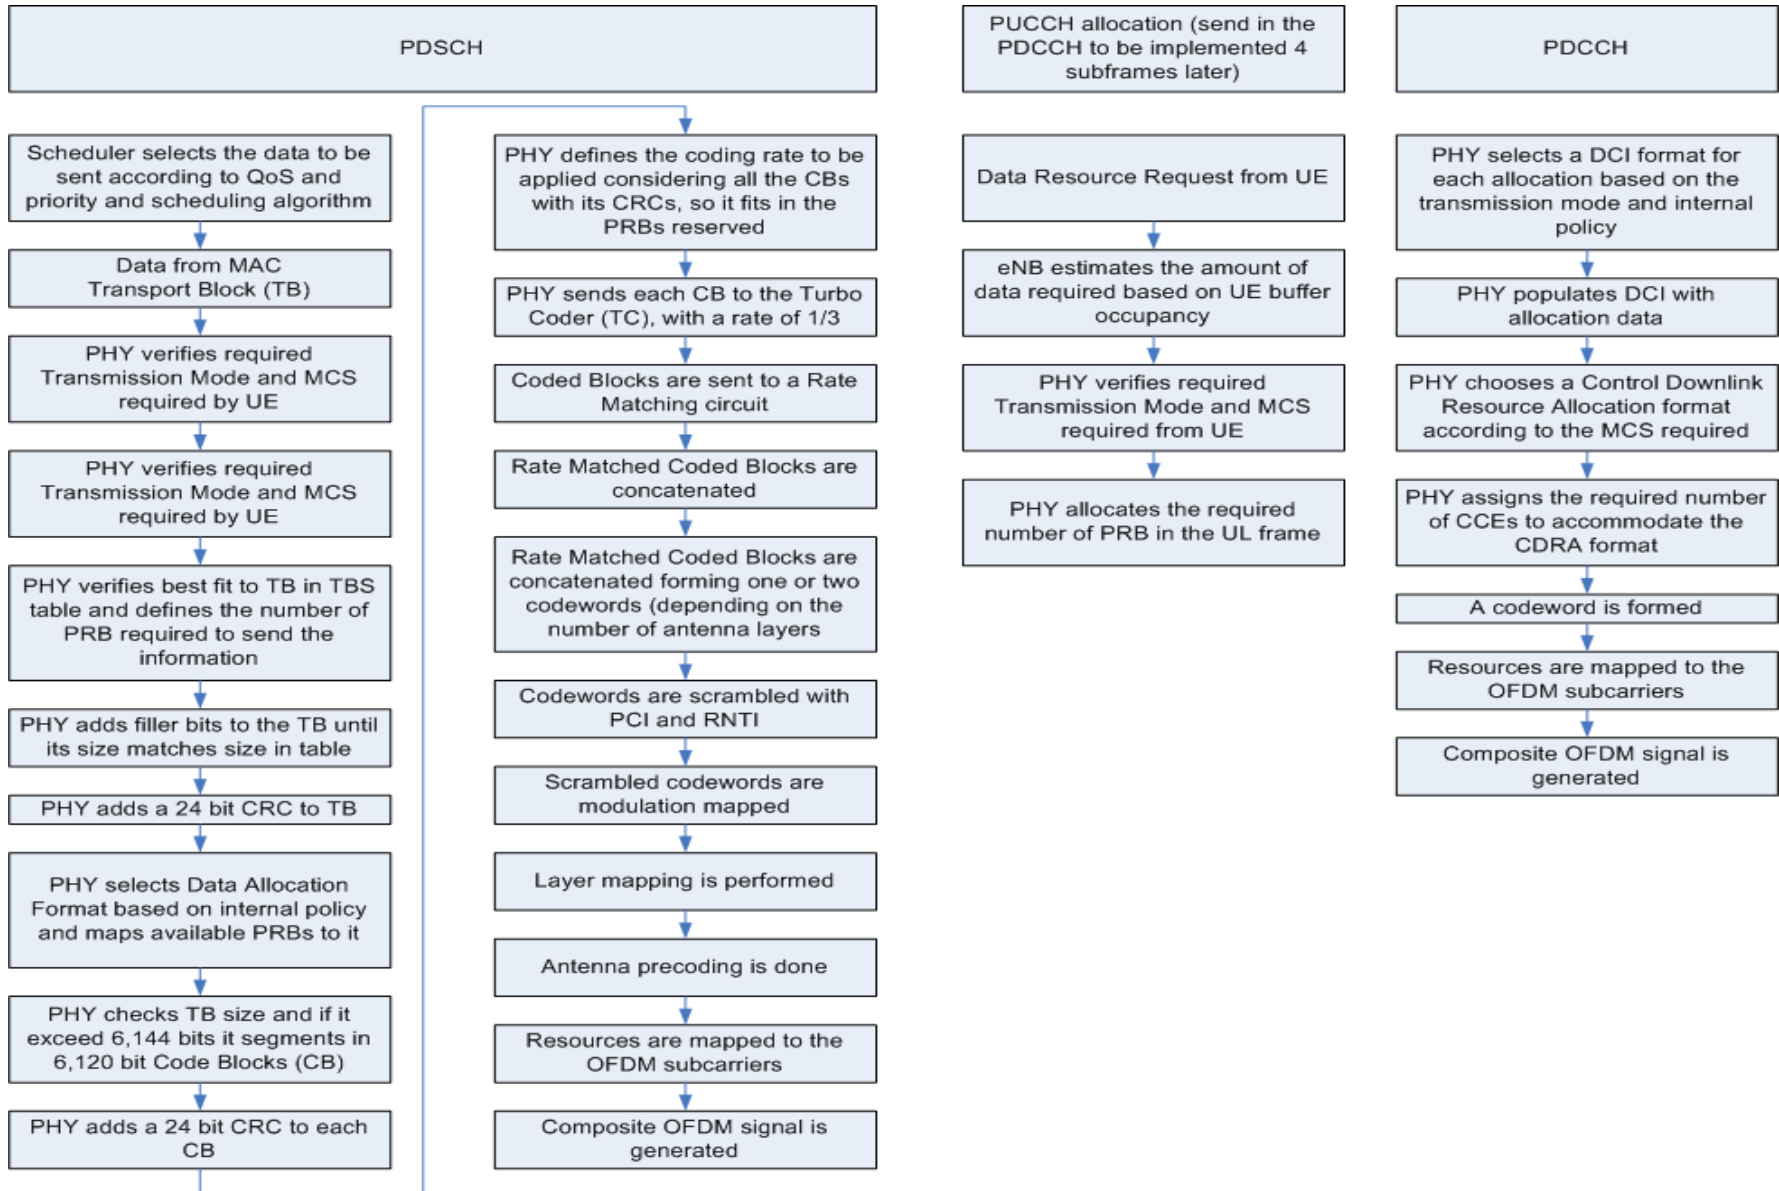 PDSCH
Scheduler selects the data to be
sent according to QoS and
priority and scheduling algorithm
Data from MAC
Transport Block (TB)
PHY verifies required
Transmission Mode and MCS
required by UE
PHY verifies required
Transmission Mode and MCS
required by UE
PHY verifies best fit to TB in TBS
table and defines the number of
PRB required to send the
information
PHY adds filler bits to the TB until
its size matches size in table
PHY adds a 24 bit CRC to TB
PHY selects Data Allocation
Format based on internal policy
and maps available PRBs to it
PHY checks TB size and if it
exceed 6,144 bits it segments in
6,120 bit Code Blocks (CB)
PHY adds a 24 bit CRC to each
CB
PHY defines the coding rate to be
applied considering all the CBs
with its CRCs, so it fits in the
PRBs reserved
PHY sends each CB to the Turbo
Coder (TC), with a rate of 1/3
Coded Blocks are sent to a Rate
Matching circuit
Rate Matched Coded Blocks are
concatenated
Rate Matched Coded Blocks are
concatenated forming one or two
codewords (depending on the
number of antenna layers
Codewords are scrambled with
PCI and RNTI
Scrambled codewords are
modulation mapped
Layer mapping is performed
Antenna precoding is done
Resources are mapped to the
OFDM subcarriers
Composite OFDM signal is
generated
PUCCH allocation (send in the
PDCCH to be implemented 4
subframes later)
Data Resource Request from UE
eNB estimates the amount of
data required based on UE buffer
occupancy
PHY verifies required
Transmission Mode and MCS
required from UE
PHY allocates the required
number of PRB in the UL frame
PDCCH
PHY selects a DCI format for
each allocation based on the
transmission mode and internal
policy
PHY populates DCI with
allocation data
PHY chooses a Control Downlink
Resource Allocation format
according to the MCS required
PHY assigns the required number
of CCEs to accommodate the
CDRA format
A codeword is formed
Resources are mapped to the
OFDM subcarriers
Composite OFDM signal is
generated